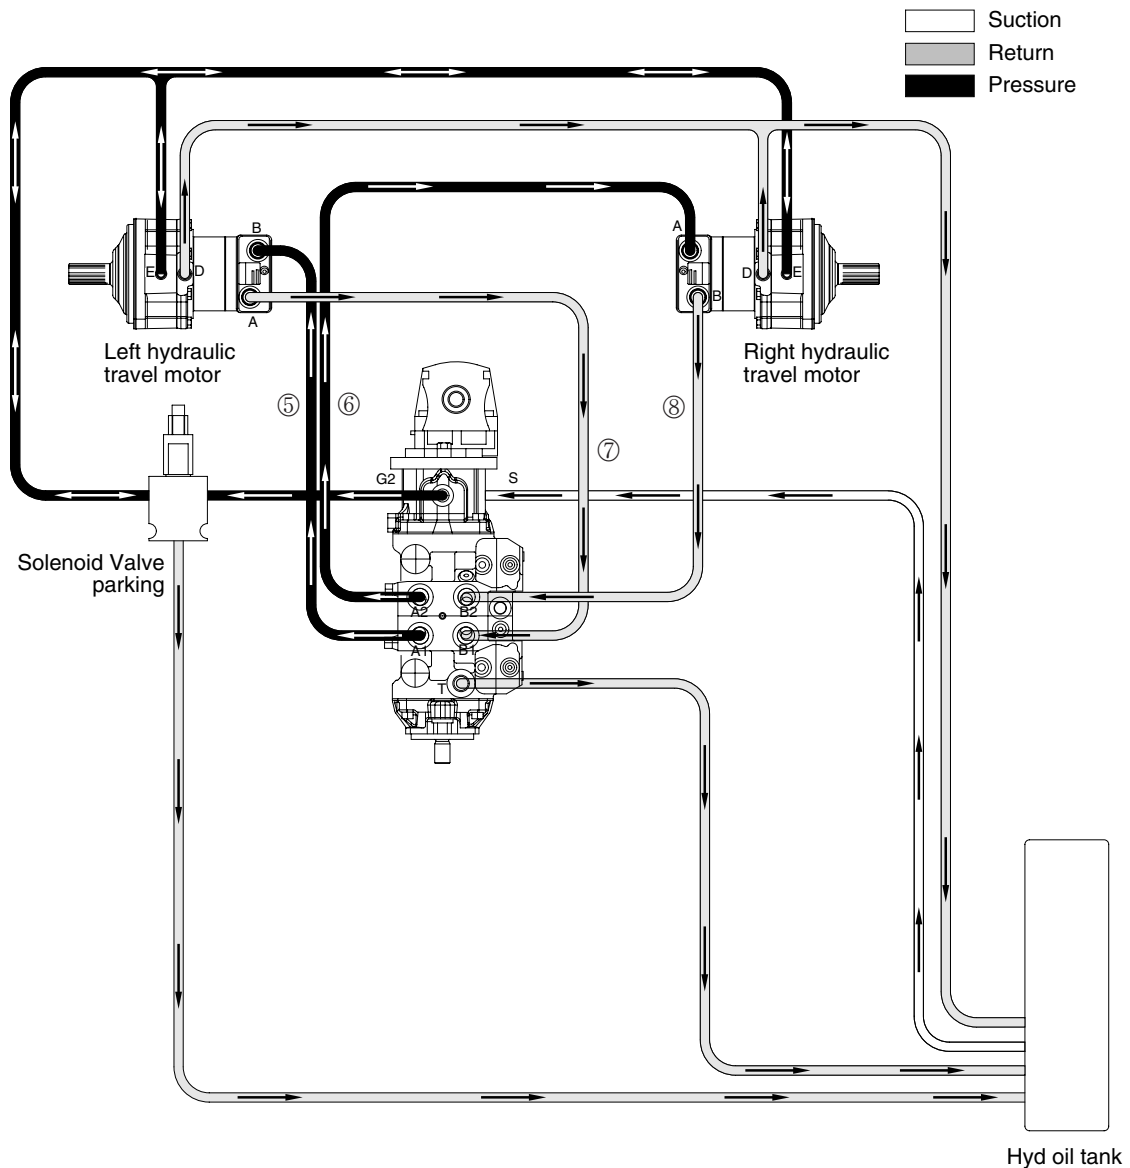 Suction
Return
Pressure
B
A
E
D
D
E
B
A
Left hydraulic
travel motor
Right hydraulic
travel motor
⑤
⑥
⑧
⑦
G2
S
Solenoid Valve
parking
A2
B2
A1
B1
T
Hyd oil tank